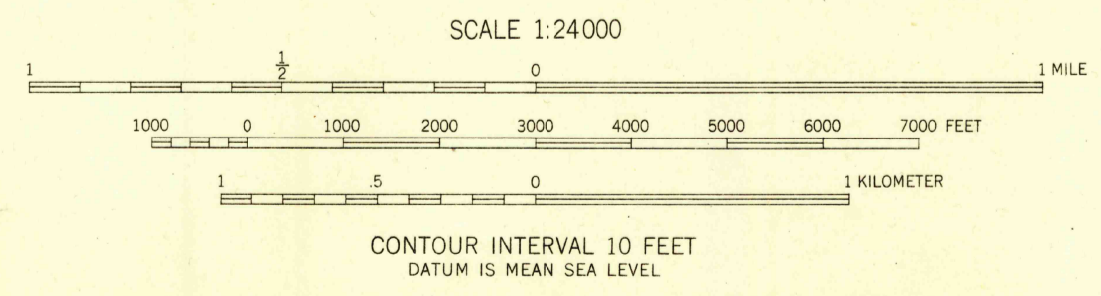 SCALE 1:24000
1 1/2 0 1 MILE
1000 0 1000 2000 3000 4000 5000 6000 7000 FEET
1 .5 0 1 KILOMETER
CONTOUR INTERVAL 10 FEET
DATUM IS MEAN SEA LEVEL